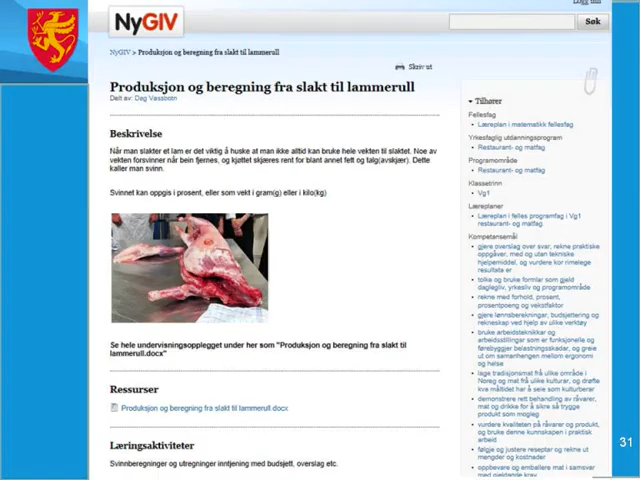 Logg inn
NyGIV
Søk
NyGIV > Produksjon og beregning fra slakt til lammerull
Skriv ut
Produksjon og beregning fra slakt til lammerull
Delt av: Dag Vassbotn
Beskrivelse
Når man slakter et lam er det viktig å huske at man ikke alltid kan bruke hele vekten til slaktet. Noe av
vekten forsvinner når bein fjernes, og kjøttet skjæres rent for blant annet fett og talg(avskjær). Dette
kaller man svinn.
Svinnet kan oppgis i prosent, eller som vekt i gram(g) eller i kilo(kg)
Se hele undervisningsopplegget under her som "Produksjon og beregning fra slakt til
lammerull.docx"
Ressurser
Produksjon og beregning fra slakt til lammerull.docx
Læringsaktiviteter
Svinnberegninger og utregninger inntjening med budsjett, overslag etc.
Tilhører
Fellesfag
Læreplan i matematikk fellesfag
Yrkesfaglig utdanningsprogram
Restaurant- og matfag
Programområde
Restaurant- og matfag
Klassetrinn
Vg1
Læreplaner
Læreplan i felles programfag i Vg1
restaurant- og matfag
Kompetansemål
gjere overslag over svar, rekne praktiske
oppgåver, med og utan tekniske
hjelpemiddel, og vurdere kor rimelege
resultata er
tolke og bruke formlar som gjeld
daglegliv, yrkesliv og programområde
rekne med forhold, prosent,
prosentpoeng og vekstfaktor
gjere lønnsberekningar, budsjettering og
rekneskap ved hjelp av ulike verktøy
bruke arbeidsteknikkar og
arbeidsstillingar som er funksjonelle og
førebyggjer belastningsskadar, og greie
ut om samanhengen mellom ergonomi
og helse
lage tradisjonsmat frå ulike område i
Noreg og mat frå ulike kulturar, og drøfte
kva måltidet har å seie som kulturberar
demonstrere rett behandling av råvarer,
mat og drikke for å sikre så trygge
produkt som mogleg
vurdere kvaliteten på råvarer og produkt,
og bruke denne kunnskapen i praktisk
arbeid
følgje og justere reseptar og rekne ut
mengder og kostnader
oppbevare og emballere mat i samsvar
med gjeldande krav
31